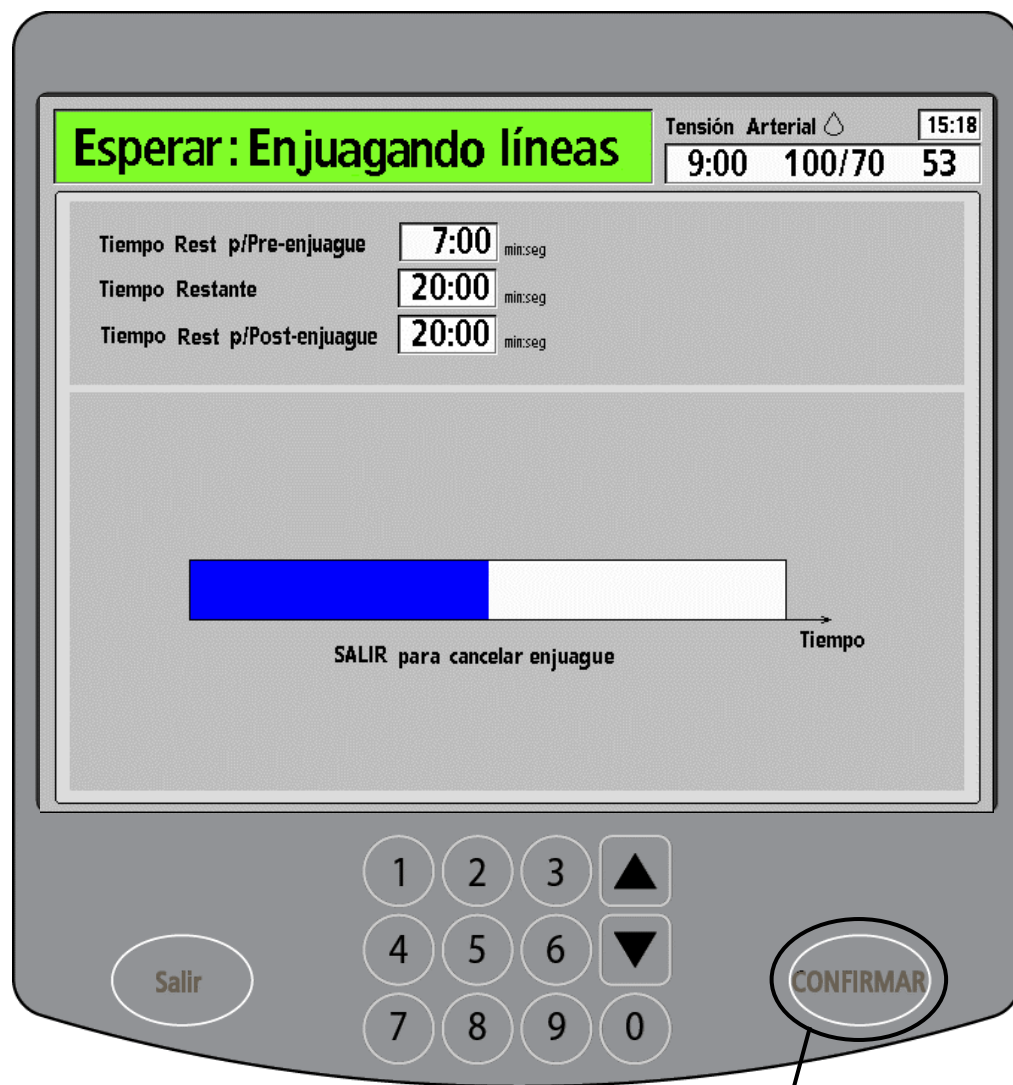 Esperar: Enjuagando líneas
Tensión Arterial 15:18
9:00 100/70 53
Tiempo Rest p/Pre-enjuague 7:00 min:seg
Tiempo Restante 20:00 min:seg
Tiempo Rest p/Post-enjuague 20:00 min:seg
Tiempo
SALIR para cancelar enjuague
1 2 3
4 5 6
Salir
CONFIRMAR
7 8 9 0